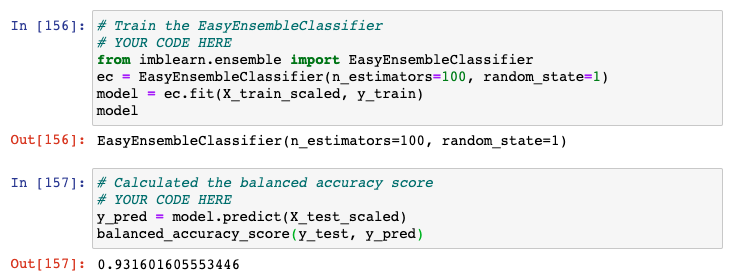 In [156]: # Train the EasyEnsembleClassifier
# YOUR CODE HERE
from imblearn.ensemble import EasyEnsembleClassifier
ec = EasyEnsembleClassifier(n_estimators=100, random_state=1)
model = ec.fit(X_train_scaled, y_train)
model
Out[156]: EasyEnsembleClassifier(n_estimators=100, random_state=1)
In [157]: # Calculated the balanced accuracy score
# YOUR CODE HERE
y_pred = model.predict(X_test_scaled)
balanced_accuracy_score(y_test, y_pred)
Out[157]: 0.931601605553446